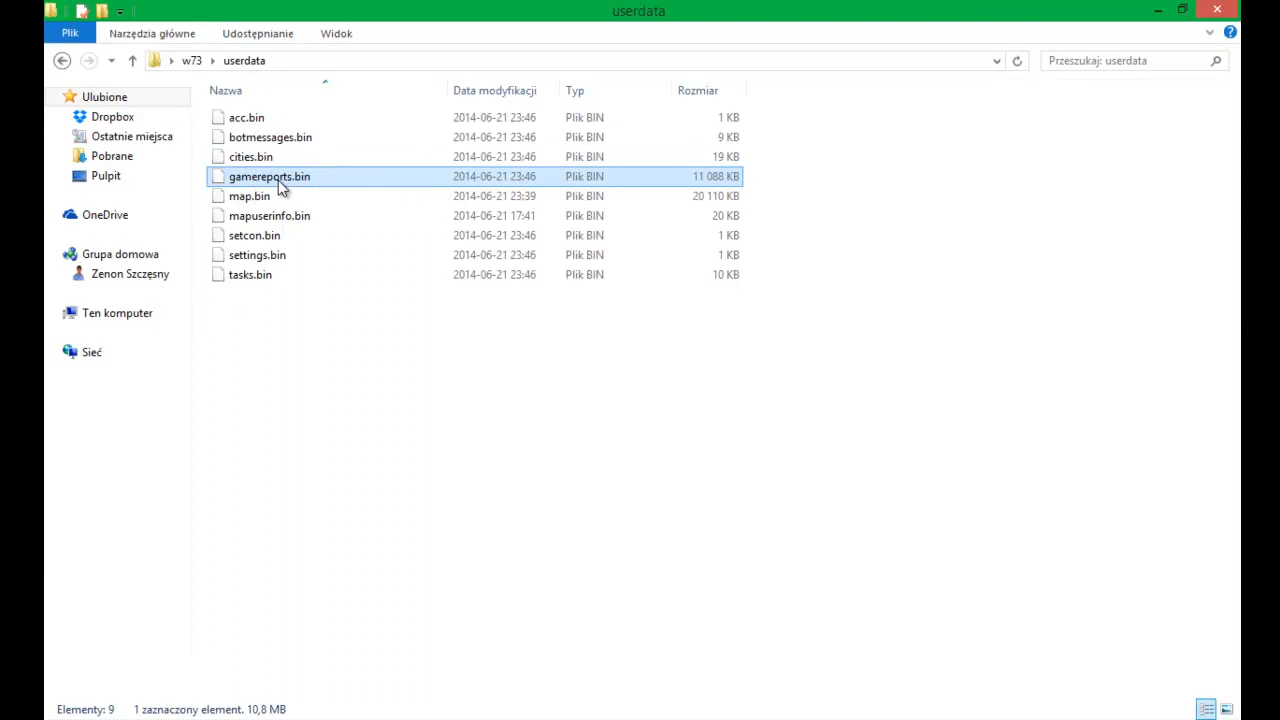 userdata
Plik Narzędzia główne Udostępnianie Widok
w73 userdata Przeszukaj: userdata
Nazwa Data modyfikacji Typ Rozmiar
Ulubione
Dropbox
Ostatnie miejsca
Pobrane
Pulpit
OneDrive
Grupa domowa
Zenon Szczęsny
Ten komputer
Sieć
acc.bin 2014-06-21 23:46 Plik BIN 1 KB
botmessages.bin 2014-06-21 23:46 Plik BIN 9 KB
cities.bin 2014-06-21 23:46 Plik BIN 19 KB
gamereports.bin 2014-06-21 23:46 Plik BIN 11 088 KB
map.bin 2014-06-21 23:39 Plik BIN 20 110 KB
mapuserinfo.bin 2014-06-21 17:41 Plik BIN 20 KB
setcon.bin 2014-06-21 23:46 Plik BIN 1 KB
settings.bin 2014-06-21 23:46 Plik BIN 1 KB
tasks.bin 2014-06-21 23:46 Plik BIN 10 KB
Elementy: 9 1 zaznaczony element. 10,8 MB